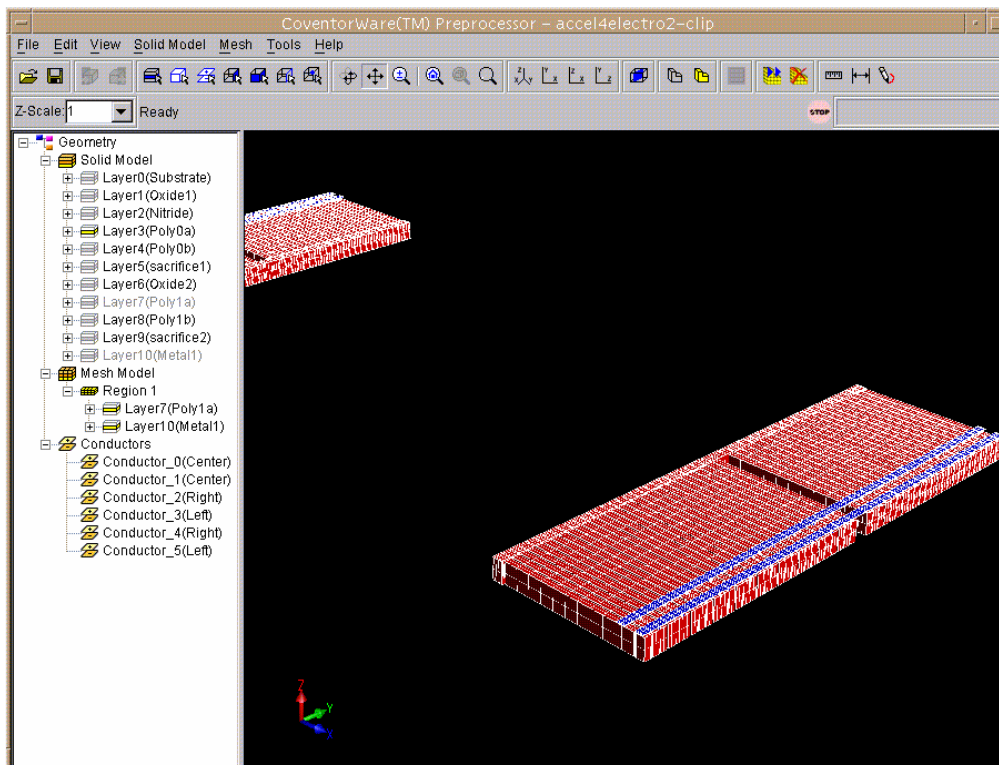 CoventorWare(TM) Preprocessor – accel4electro2-clip
File Edit View Solid Model Mesh Tools Help
Z-Scale: 1 Ready STOP
Geometry
Solid Model
Layer0(Substrate)
Layer1(Oxide1)
Layer2(Nitride)
Layer3(Poly0a)
Layer4(Poly0b)
Layer5(sacrifice1)
Layer6(Oxide2)
Layer7(Poly1a)
Layer8(Poly1b)
Layer9(sacrifice2)
Layer10(Metal1)
Mesh Model
Region 1
Layer7(Poly1a)
Layer10(Metal1)
Conductors
Conductor_0(Center)
Conductor_1(Center)
Conductor_2(Right)
Conductor_3(Left)
Conductor_4(Right)
Conductor_5(Left)
Z
Y
X